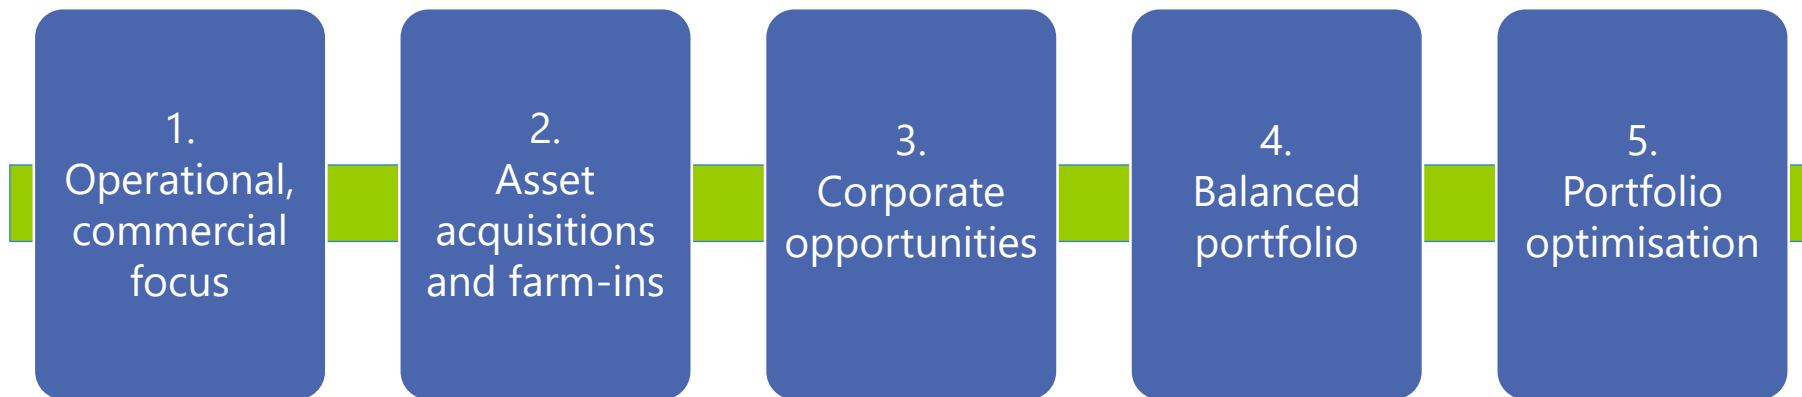 1.
Operational,
commercial
focus
2.
Asset
acquisitions
and farm-ins
3.
Corporate
opportunities
4.
Balanced
portfolio
5.
Portfolio
optimisation